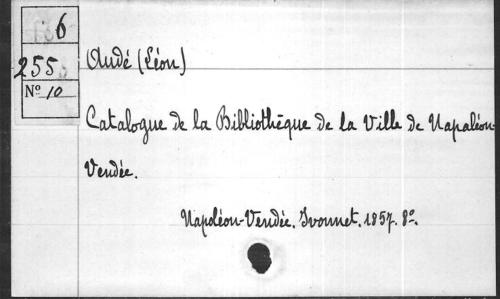 6
255
Nº 10
Audé (Léon)
Catalogue de la Bibliothèque de la Ville de Napoléon-
Vendée.
Napoléon-Vendée. Ivonnet. 1857. 8º.